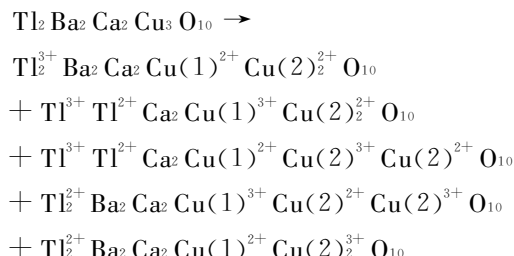 Tl₂ Ba₂ Ca₂ Cu₃ O₁₀ →
Tl₂³⁺ Ba₂ Ca₂ Cu(1)²⁺ Cu(2)₂²⁺ O₁₀
+ Tl³⁺ Tl²⁺ Ca₂ Cu(1)³⁺ Cu(2)₂²⁺ O₁₀
+ Tl³⁺ Tl²⁺ Ca₂ Cu(1)²⁺ Cu(2)³⁺ Cu(2)²⁺ O₁₀
+ Tl₂²⁺ Ba₂ Ca₂ Cu(1)³⁺ Cu(2)²⁺ Cu(2)³⁺ O₁₀
+ Tl₂²⁺ Ba₂ Ca₂ Cu(1)²⁺ Cu(2)₂³⁺ O₁₀